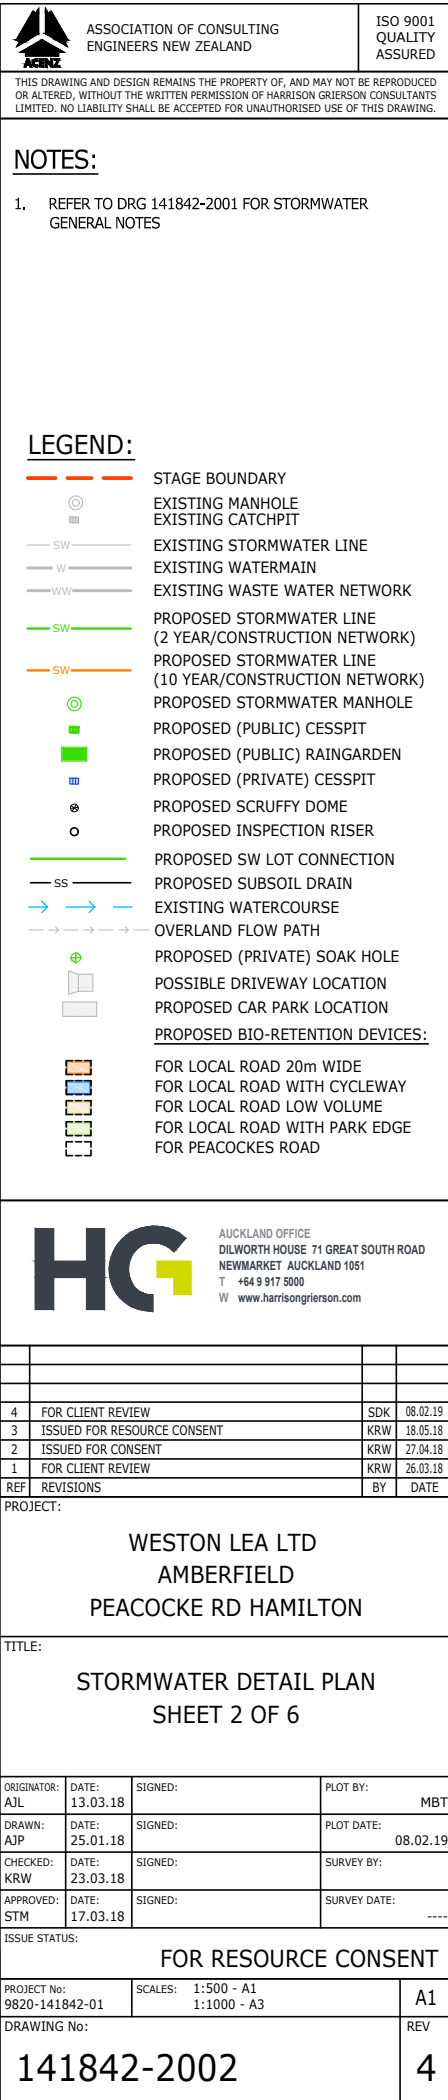 ACENZ
ASSOCIATION OF CONSULTING
ENGINEERS NEW ZEALAND
ISO 9001
QUALITY
ASSURED
THIS DRAWING AND DESIGN REMAINS THE PROPERTY OF, AND MAY NOT BE REPRODUCED
OR ALTERED, WITHOUT THE WRITTEN PERMISSION OF HARRISON GRIERSON CONSULTANTS
LIMITED. NO LIABILITY SHALL BE ACCEPTED FOR UNAUTHORISED USE OF THIS DRAWING.
NOTES:
1. REFER TO DRG 141842-2001 FOR STORMWATER
GENERAL NOTES
LEGEND:
STAGE BOUNDARY
EXISTING MANHOLE
EXISTING CATCHPIT
SW EXISTING STORMWATER LINE
W EXISTING WATERMAIN
WW EXISTING WASTE WATER NETWORK
SW PROPOSED STORMWATER LINE
(2 YEAR/CONSTRUCTION NETWORK)
SW PROPOSED STORMWATER LINE
(10 YEAR/CONSTRUCTION NETWORK)
PROPOSED STORMWATER MANHOLE
PROPOSED (PUBLIC) CESSPIT
PROPOSED (PUBLIC) RAINGARDEN
PROPOSED (PRIVATE) CESSPIT
PROPOSED SCRUFFY DOME
PROPOSED INSPECTION RISER
PROPOSED SW LOT CONNECTION
SS PROPOSED SUBSOIL DRAIN
EXISTING WATERCOURSE
OVERLAND FLOW PATH
PROPOSED (PRIVATE) SOAK HOLE
POSSIBLE DRIVEWAY LOCATION
PROPOSED CAR PARK LOCATION
PROPOSED BIO-RETENTION DEVICES:
FOR LOCAL ROAD 20m WIDE
FOR LOCAL ROAD WITH CYCLEWAY
FOR LOCAL ROAD LOW VOLUME
FOR LOCAL ROAD WITH PARK EDGE
FOR PEACOCKES ROAD
HG
AUCKLAND OFFICE
DILWORTH HOUSE 71 GREAT SOUTH ROAD
NEWMARKET AUCKLAND 1051
T +64 9 917 5000
W www.harrisongrierson.com
4 FOR CLIENT REVIEW SDK 08.02.19
3 ISSUED FOR RESOURCE CONSENT KRW 18.05.18
2 ISSUED FOR CONSENT KRW 27.04.18
1 FOR CLIENT REVIEW KRW 26.03.18
REF REVISIONS BY DATE
PROJECT:
WESTON LEA LTD
AMBERFIELD
PEACOCKE RD HAMILTON
TITLE:
STORMWATER DETAIL PLAN
SHEET 2 OF 6
ORIGINATOR: DATE: SIGNED: PLOT BY:
AJL 13.03.18 MBT
DRAWN: DATE: SIGNED: PLOT DATE:
AJP 25.01.18 08.02.19
CHECKED: DATE: SIGNED: SURVEY BY:
KRW 23.03.18
APPROVED: DATE: SIGNED: SURVEY DATE:
STM 17.03.18 ----
ISSUE STATUS:
FOR RESOURCE CONSENT
PROJECT No: SCALES: 1:500 - A1
9820-141842-01 1:1000 - A3 A1
DRAWING No: REV
141842-2002 4